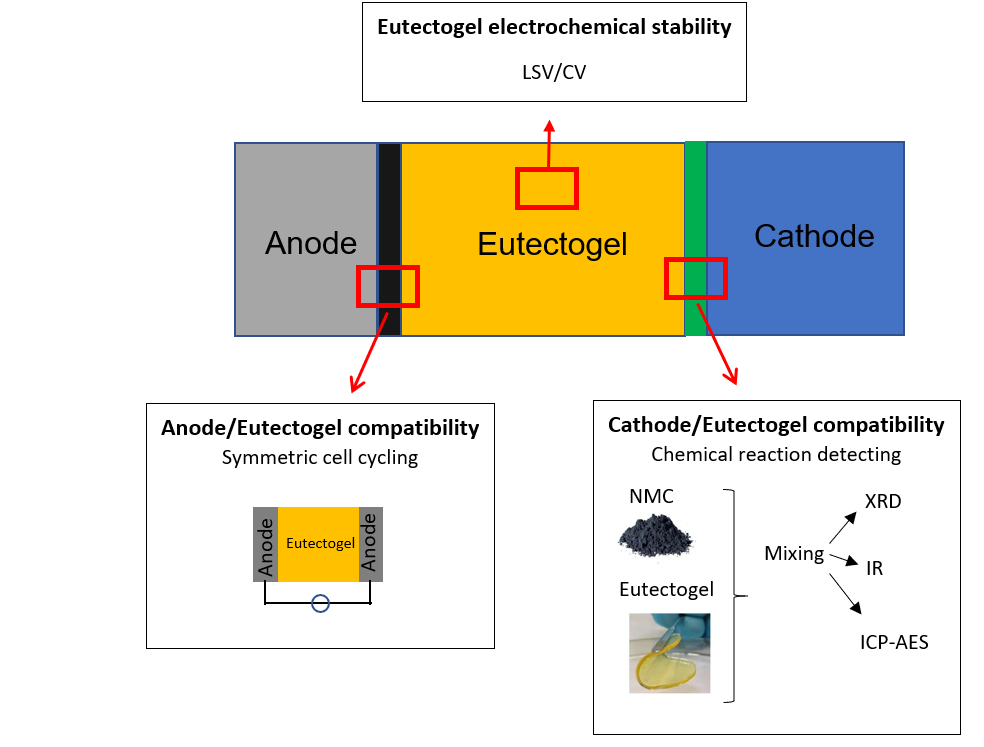 Eutectogel electrochemical stability
LSV/CV
Anode
Eutectogel
Cathode
Anode/Eutectogel compatibility
Symmetric cell cycling
Anode
Eutectogel
Anode
Cathode/Eutectogel compatibility
Chemical reaction detecting
NMC
Eutectogel
Mixing
XRD
IR
ICP-AES